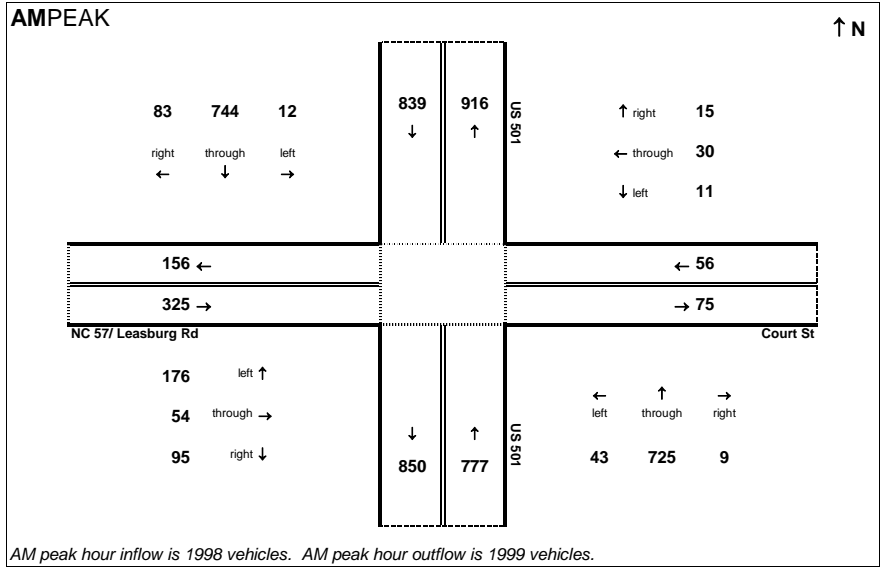 AMPEAK
↑ N
83 744 12
right through left
← ↓ →
839 916
↓ ↑
US 501
↑ right 15
← through 30
↓ left 11
156 ←
← 56
325 →
→ 75
NC 57/ Leasburg Rd
Court St
176 left ↑
54 through →
95 right ↓
↓ ↑
850 777
US 501
← ↑ →
left through right
43 725 9
AM peak hour inflow is 1998 vehicles. AM peak hour outflow is 1999 vehicles.